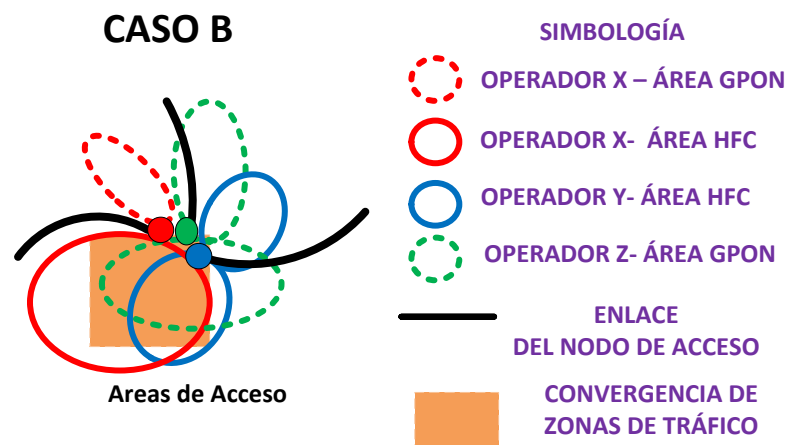 CASO B
Areas de Acceso
SIMBOLOGÍA
OPERADOR X – ÁREA GPON
OPERADOR X- ÁREA HFC
OPERADOR Y- ÁREA HFC
OPERADOR Z- ÁREA GPON
ENLACE
DEL NODO DE ACCESO
CONVERGENCIA DE
ZONAS DE TRÁFICO